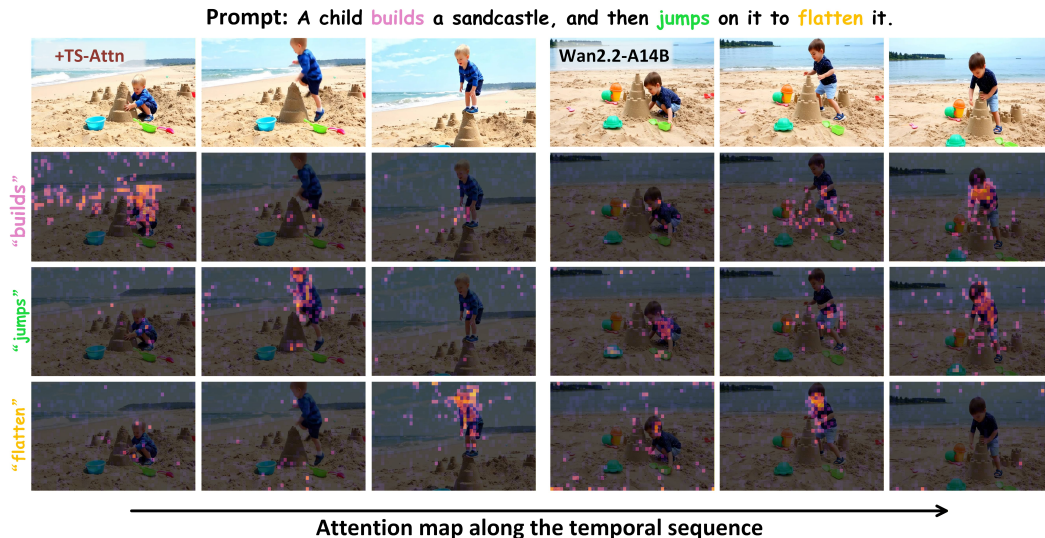 Prompt: A child builds a sandcastle, and then jumps on it to flatten it.
+TS-Attn
Wan2.2-A14B
“builds”
“jumps”
“flatten”
Attention map along the temporal sequence